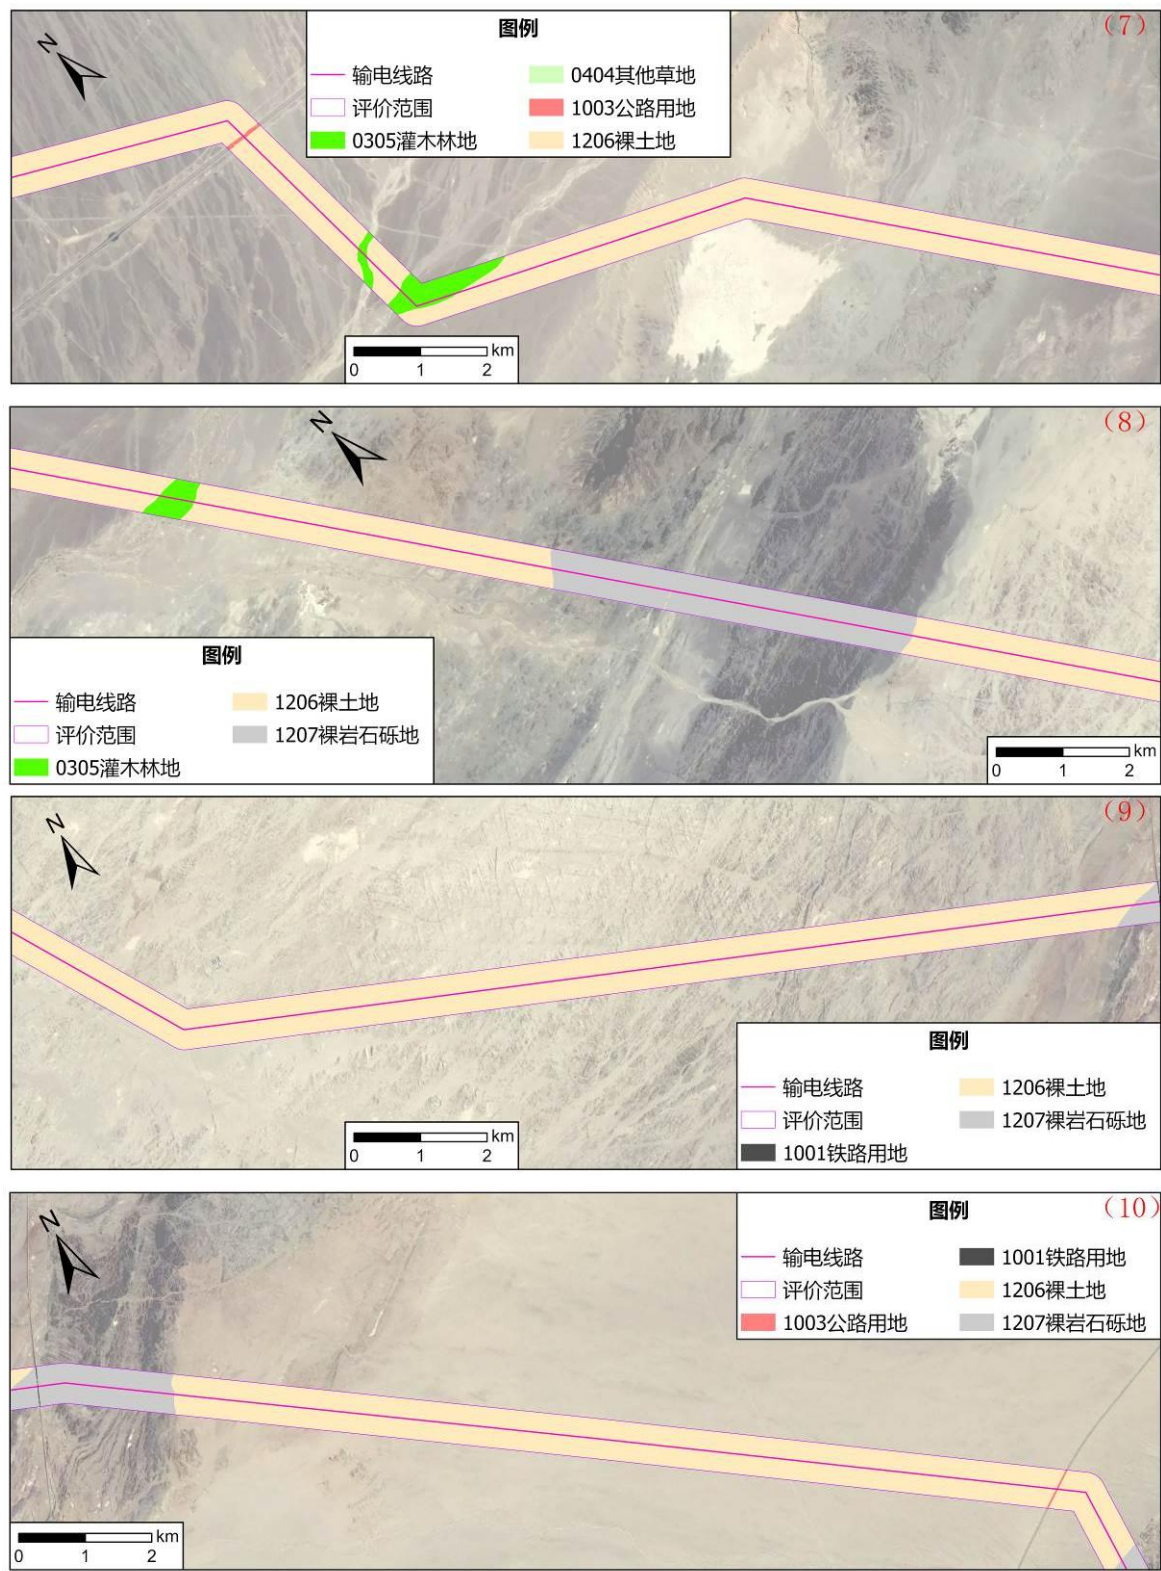 图例
(7)
N
输电线路
0404其他草地
评价范围
1003公路用地
0305灌木林地
1206裸土地
km
0 1 2
(8)
N
图例
输电线路
1206裸土地
评价范围
1207裸岩石砾地
0305灌木林地
km
0 1 2
(9)
N
图例
输电线路
1206裸土地
评价范围
1207裸岩石砾地
1001铁路用地
km
0 1 2
图例
(10)
N
输电线路
1001铁路用地
评价范围
1206裸土地
1003公路用地
1207裸岩石砾地
km
0 1 2